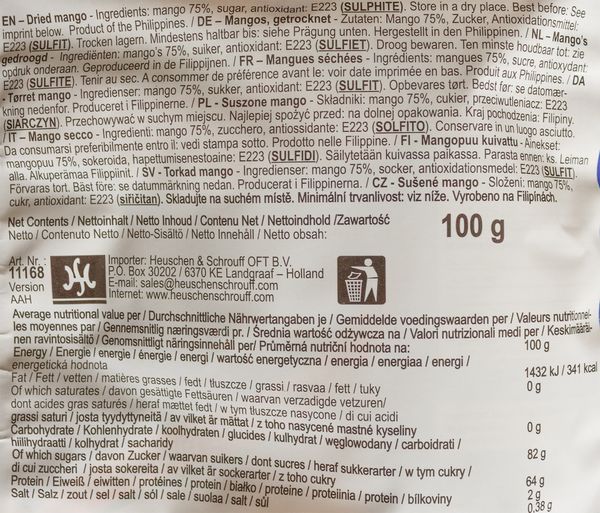 EN – Dried mango - Ingredients: mango 75%, sugar, antioxidant: E223 (SULPHITE). Store in a dry place. Best before: See
imprint below. Product of the Philippines. / DE – Mangos, getrocknet - Zutaten: Mango 75%, Zucker, Antioxidationsmittel:
E223 (SULFIT). Trocken lagern. Mindestens haltbar bis: siehe Prägung unten. Hergestellt in den Philippinen. / NL - Mango's
gedroogd - Ingrediënten: mango's 75%, suiker, antioxidant: E223 (SULFIET). Droog bewaren. Ten minste houdbaar tot: zie
opdruk onderaan. Geproduceerd in de Filippijnen. / FR – Mangues séchées - Ingrédients: mangues 75%, sucre, antioxydant:
E223 (SULFITE). Tenir au sec. A consommer de préférence avant le: voir date imprimée en bas. Produit aux Philippines. / DA
- Tørret mango - Ingredienser: mango 75%, sukker, antioxidant: E223 (SULFIT). Opbevares tørt. Bedst før: se datomær-
kning nedenfor. Produceret i Filippinerne. / PL - Suszone mango - Składniki: mango 75%, cukier, przeciwutleniacz: E223
(SIARCZYN). Przechowywać w suchym miejscu. Najlepiej spożyć przed: na dolnej opakowania. Kraj pochodzenia: Filipiny.
/ IT – Mango secco - Ingredienti: mango 75%, zucchero, antiossidante: E223 (SOLFITO). Conservare in un luogo asciutto.
Da consumarsi preferibilmente entro il: vedi stampa sotto. Prodotto nelle Filippine. / FI - Mangopuu kuivattu - Ainekset:
mangopuu 75%, sokeroida, hapettumisenestoaine: E223 (SULFIDI). Säilytetään kuivassa paikassa. Parasta ennen: ks. Leiman
alla. Alkuperämaa Filippiinit. / SV - Torkad mango - Ingredienser: mango 75%, socker, antioxidationsmedel: E223 (SULFIT).
Förvaras tort. Bäst före: se datummärkning nedan. Producerat i Filippinerna. / CZ - Sušené mango - Složení: mango 75%,
cukr, antioxidant: E223 (siřičitan). Skladujte na suchém místě. Minimální trvanlivost: viz níže. Vyrobeno na Filipínách.
Net Contents / Nettoinhalt / Netto Inhoud / Contenu Net / Nettoindhold /Zawartość
Netto / Contenuto Netto / Netto-Sisältö / Netto Innehåll / Netto obsah:
100 g
Art. Nr. :
11168
Version
AAH
Importer: Heuschen & Schrouff OFT B.V.
P.O. Box 30202 / 6370 KE Landgraaf – Holland
E-mail: sales@heuschenschrouff.com
Internet: www.heuschenschrouff.com
Average nutritional value per / Durchschnittliche Nährwertangaben je / Gemiddelde voedingswaarden per / Valeurs nutritionnel-
les moyennes par / Gennemsnitlig næringsværdi pr. / Średnia wartość odżywcza na / Valori nutrizionali medi per / Keskimääräi-
nen ravintosisältö / Genomsnittligt näringsinnehåll per/ Průměrná nutriční hodnota na:
100 g
Energy / Energie / energie / énergie / energi / wartość energetyczna / energia / energiaa / energi /
energetická hodnota
1432 kJ / 341 kcal
Fat / Fett / vetten / matières grasses / fedt / tłuszcze / grassi / rasvaa / fett / tuky
0 g
Of which saturates / davon gesättigte Fettsäuren / waarvan verzadigde vetzuren/
dont acides gras saturés / heraf mættet fedt / w tym tłuszcze nasycone / di cui acidi
grassi saturi / josta tyydyttyneitä / av vilket är mättat / z toho nasycené mastné kyseliny
0 g
Carbohydrate / Kohlenhydrate / koolhydraten / glucides / kulhydrat / węglowodany / carboidrati /
hiilihydraatti / kolhydrat / sacharidy
82 g
Of which sugars / davon Zucker / waarvan suikers / dont sucres / heraf sukkerarter / w tym cukry /
di cui zuccheri / josta sokereita / av vilket är sockerarter / z toho cukry
64 g
Protein / Eiweiß / eiwitten / protéines / protein / białko / proteine / proteiinia / protein / bílkoviny
2 g
Salt / Salz / zout / sel / salt / sól / sale / suolaa / salt / sůl
0,38 g